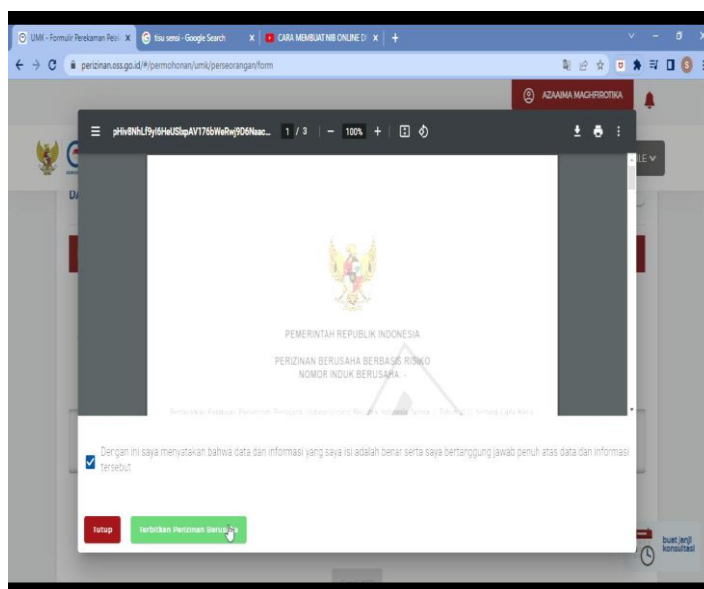 UMK - Formulir Perekaman Pesi
tisu sensi - Google Search
CARA MEMBUAT NIB ONLINE DI
perizinan.oss.go.id/#/permohonan/umk/perseorangan/form
AZAAIMA MAGHFIROTIKA
1 / 3
100%
PEMERINTAH REPUBLIK INDONESIA
PERIZINAN BERUSAHA BERBASIS RISIKO
NOMOR INDUK BERUSAHA: -
Dengan ini saya menyatakan bahwa data dan informasi yang saya isi adalah benar serta saya bertanggung jawab penuh atas data dan informasi
tersebut
Tutup
Terbitkan Perizinan Berusaha
buat janji
konsultasi